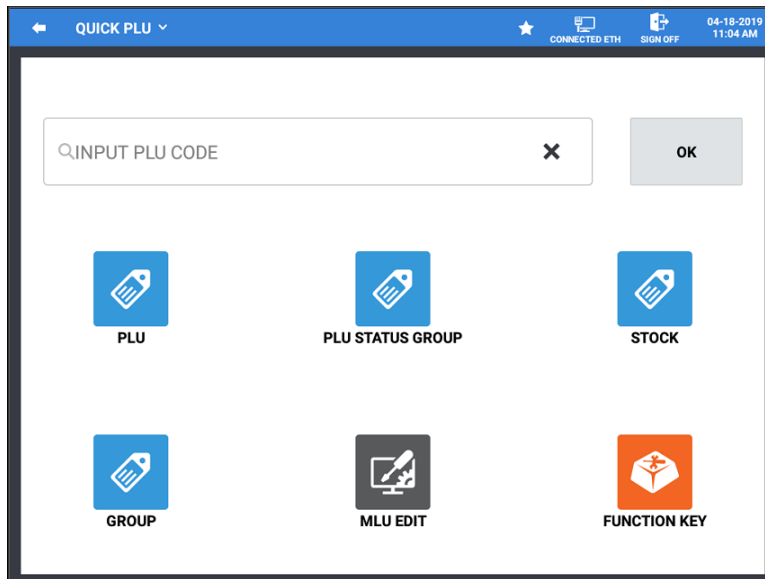 QUICK PLU
CONNECTED ETH
SIGN OFF
04-18-2019
11:04 AM
INPUT PLU CODE
OK
PLU
PLU STATUS GROUP
STOCK
GROUP
MLU EDIT
FUNCTION KEY